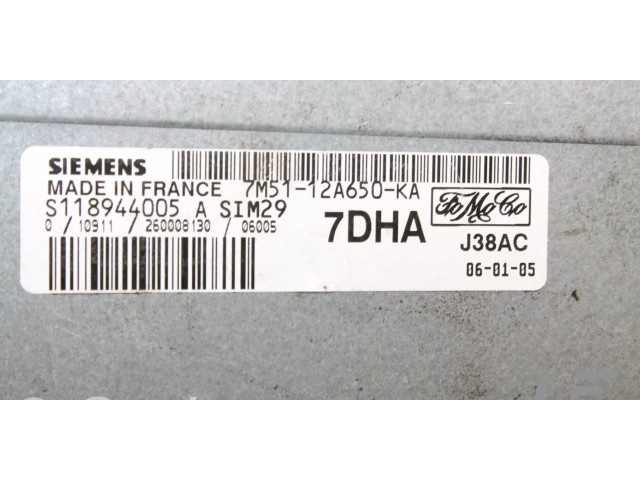 SIEMENS
MADE IN FRANCE 7M51-12A650-KA
S118944005 A SIM29
0 / 10911 / 260008130 / 06005
7DHA
FoMoCo
J38AC
06-01-05